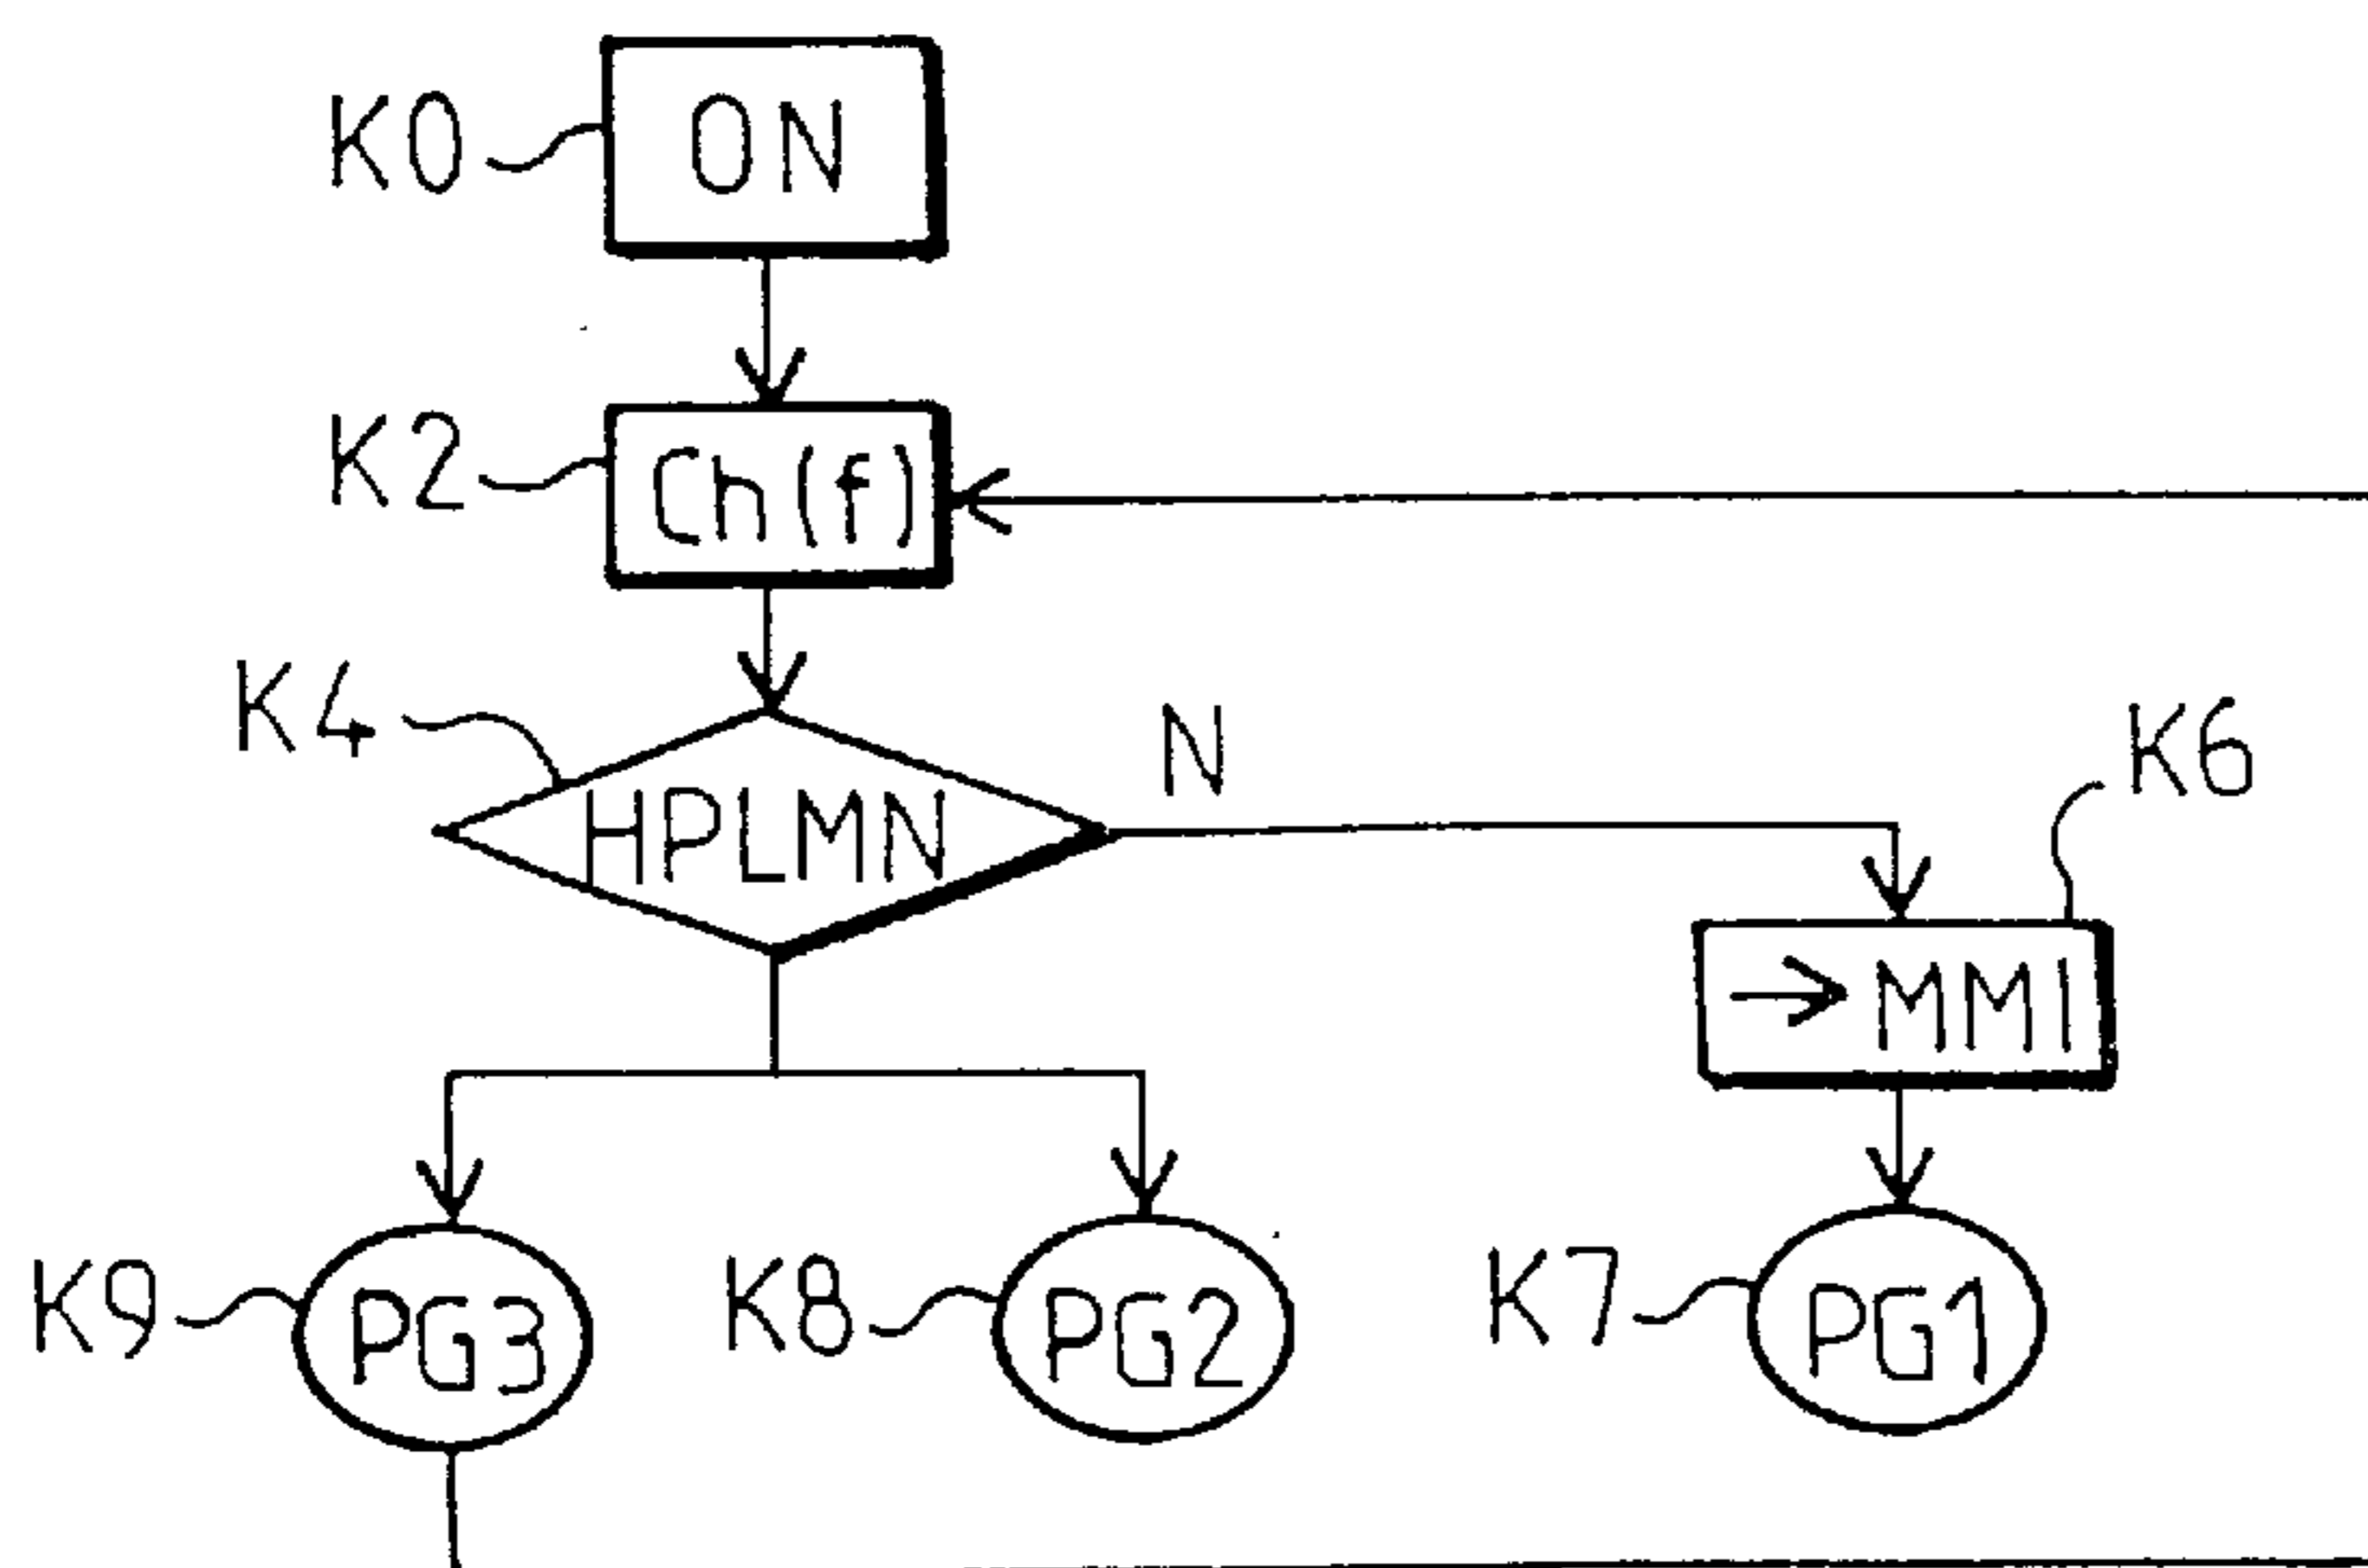 K0
ON
K2
Ch(f)
K4
HPLMN
N
K6
→ MMI
K9
PG3
K8
PG2
K7
PG1